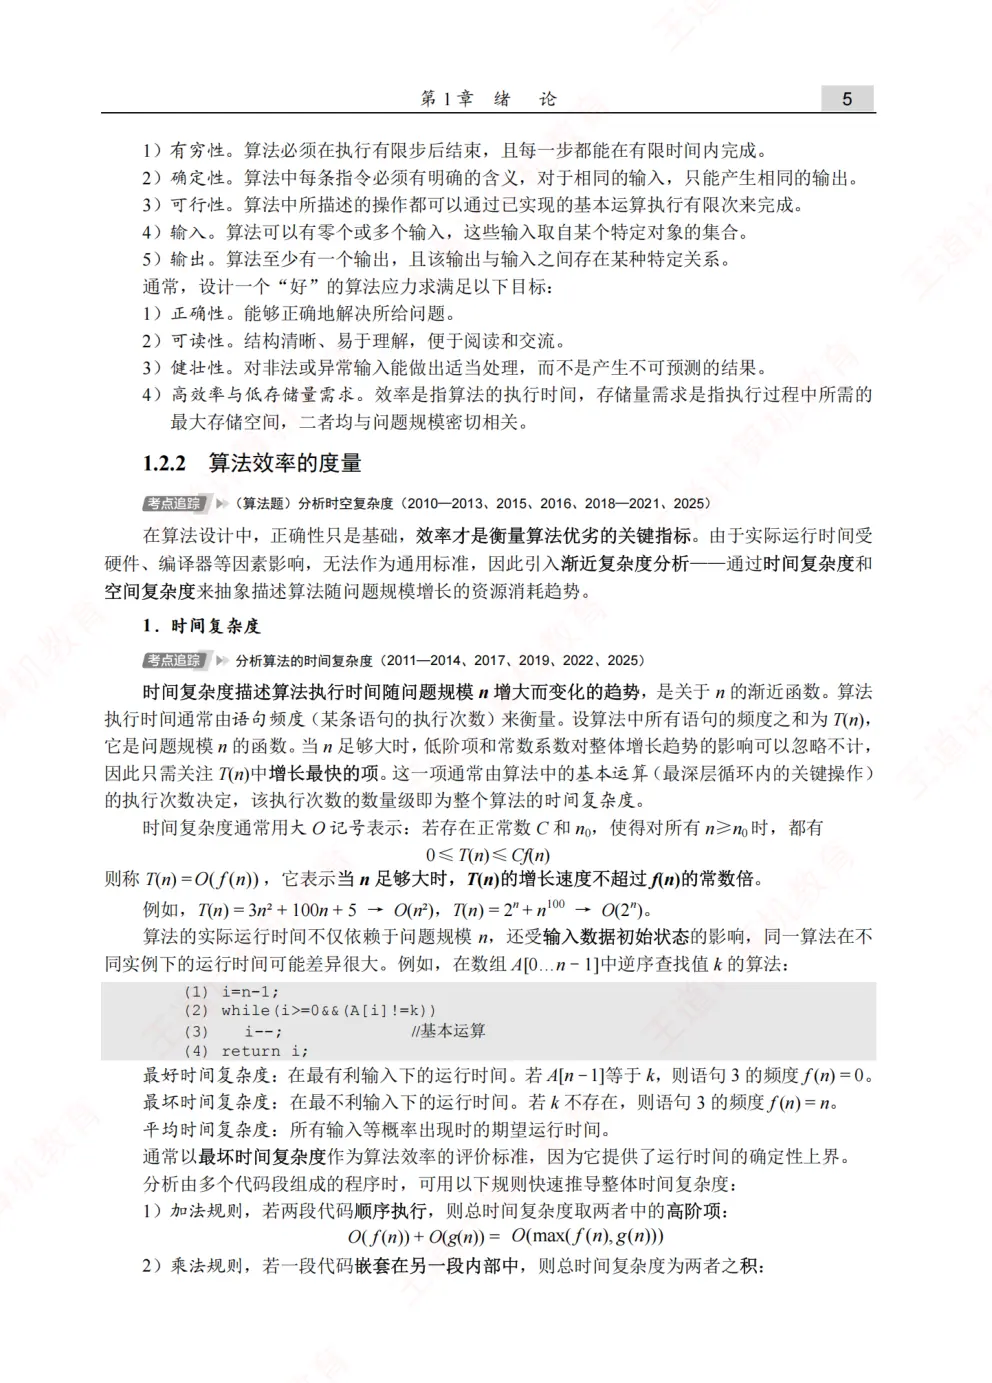 第 1 章 绪 论 5
1）有穷性。算法必须在执行有限步后结束，且每一步都能在有限时间内完成。
2）确定性。算法中每条指令必须有明确的含义，对于相同的输入，只能产生相同的输出。
3）可行性。算法中所描述的操作都可以通过已实现的基本运算执行有限次来完成。
4）输入。算法可以有零个或多个输入，这些输入取自某个特定对象的集合。
5）输出。算法至少有一个输出，且该输出与输入之间存在某种特定关系。
通常，设计一个“好”的算法应力求满足以下目标：
1）正确性。能够正确地解决所给问题。
2）可读性。结构清晰、易于理解，便于阅读和交流。
3）健壮性。对非法或异常输入能做出适当处理，而不是产生不可预测的结果。
4）高效率与低存储量需求。效率是指算法的执行时间，存储量需求是指执行过程中所需的
最大存储空间，二者均与问题规模密切相关。
1.2.2 算法效率的度量
考点追踪 （算法题）分析时空复杂度（2010—2013、2015、2016、2018—2021、2025）
在算法设计中，正确性只是基础，效率才是衡量算法优劣的关键指标。由于实际运行时间受
硬件、编译器等因素影响，无法作为通用标准，因此引入渐近复杂度分析——通过时间复杂度和
空间复杂度来抽象描述算法随问题规模增长的资源消耗趋势。
1．时间复杂度
考点追踪 分析算法的时间复杂度（2011—2014、2017、2019、2022、2025）
时间复杂度描述算法执行时间随问题规模 n 增大而变化的趋势，是关于 n 的渐近函数。算法
执行时间通常由语句频度（某条语句的执行次数）来衡量。设算法中所有语句的频度之和为 T(n)，
它是问题规模 n 的函数。当 n 足够大时，低阶项和常数系数对整体增长趋势的影响可以忽略不计，
因此只需关注 T(n)中增长最快的项。这一项通常由算法中的基本运算（最深层循环内的关键操作）
的执行次数决定，该执行次数的数量级即为整个算法的时间复杂度。
时间复杂度通常用大 O 记号表示：若存在正常数 C 和 n₀，使得对所有 n≥n₀ 时，都有
0≤T(n)≤Cf(n)
则称 T(n) = O( f (n))，它表示当 n 足够大时，T(n)的增长速度不超过 f(n)的常数倍。
例如，T(n) = 3n² + 100n + 5 → O(n²)，T(n) = 2ⁿ + n¹⁰⁰ → O(2ⁿ)。
算法的实际运行时间不仅依赖于问题规模 n，还受输入数据初始状态的影响，同一算法在不
同实例下的运行时间可能差异很大。例如，在数组 A[0…n－1]中逆序查找值 k 的算法：
(1) i=n-1;
(2) while(i>=0&&(A[i]!=k))
(3) i--; //基本运算
(4) return i;
最好时间复杂度：在最有利输入下的运行时间。若 A[n－1]等于 k，则语句 3 的频度 f (n) = 0。
最坏时间复杂度：在最不利输入下的运行时间。若 k 不存在，则语句 3 的频度 f (n) = n。
平均时间复杂度：所有输入等概率出现时的期望运行时间。
通常以最坏时间复杂度作为算法效率的评价标准，因为它提供了运行时间的确定性上界。
分析由多个代码段组成的程序时，可用以下规则快速推导整体时间复杂度：
1）加法规则，若两段代码顺序执行，则总时间复杂度取两者中的高阶项：
O( f (n)) + O(g(n)) = O(max( f (n), g(n)))
2）乘法规则，若一段代码嵌套在另一段内部中，则总时间复杂度为两者之积：